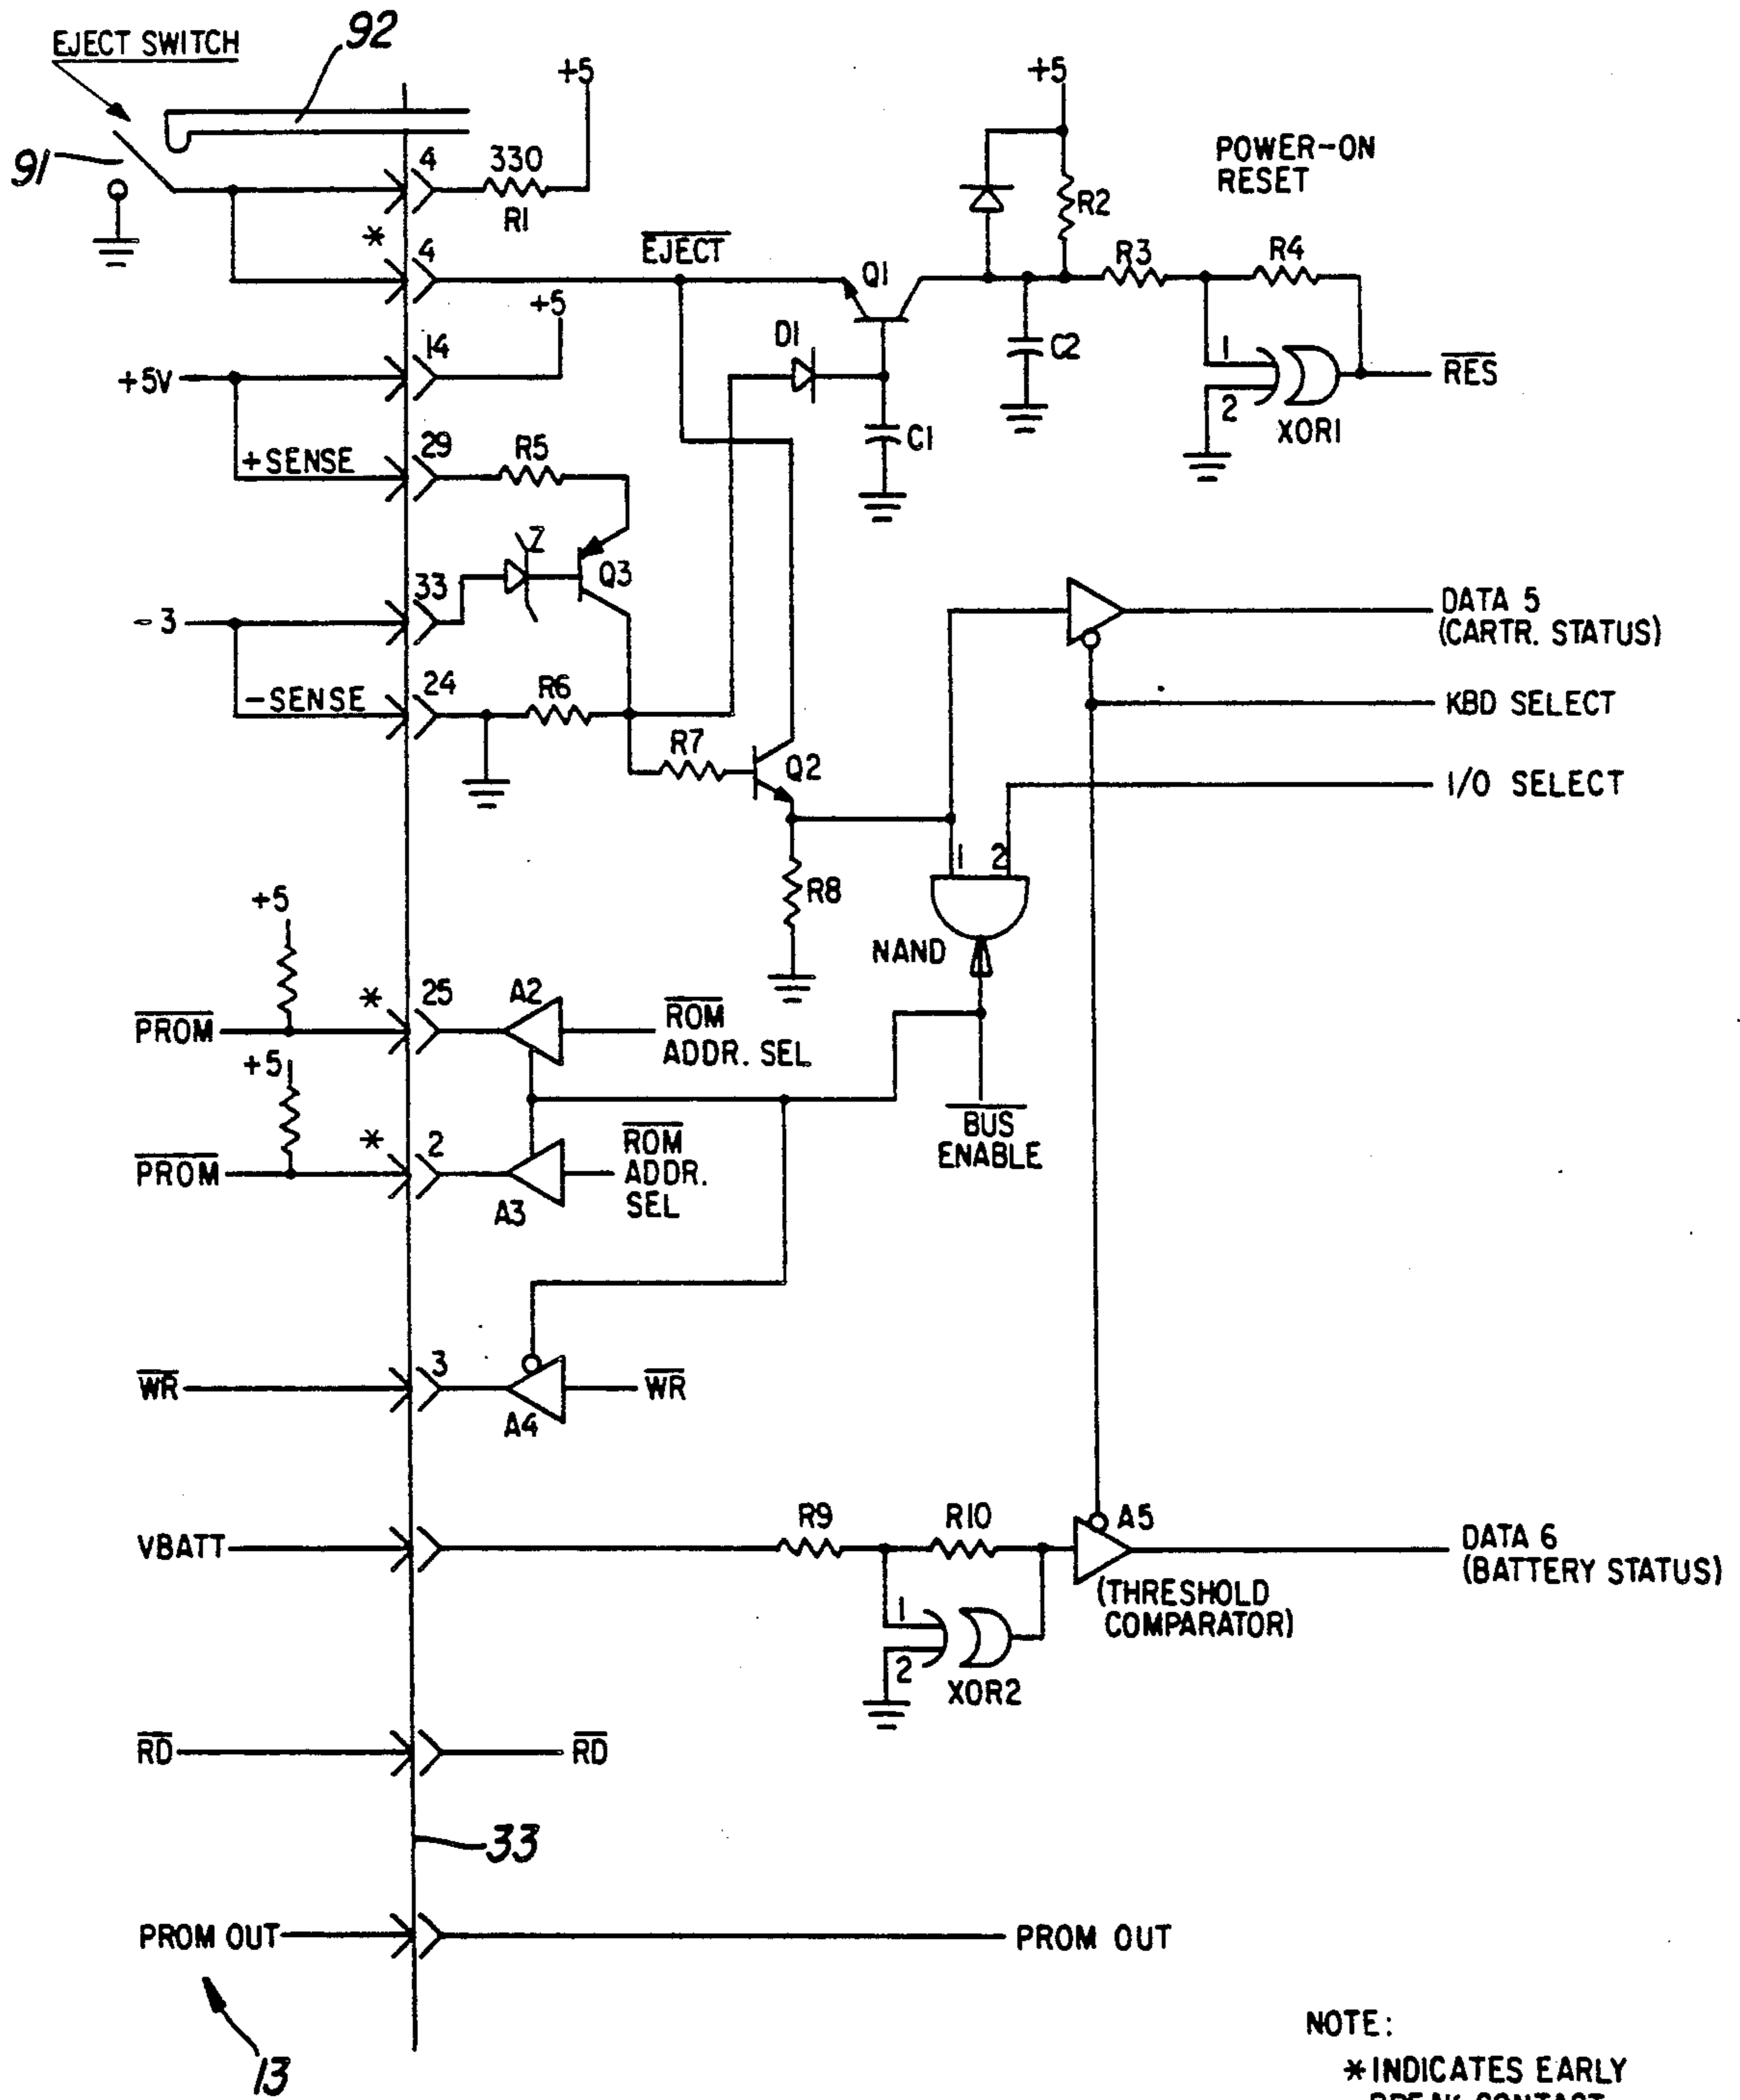 EJECT SWITCH
92
+5
+5
91
4
330
R1
POWER-ON
RESET
R2
*
4
EJECT
Q1
R3
R4
+5
D1
14
+5V
C2
1
2
RES
XOR1
C1
+SENSE
29
R5
Z
Q3
33
-3
DATA 5
(CARTR. STATUS)
-SENSE
24
R6
KBD SELECT
R7
Q2
I/O SELECT
1
2
R8
+5
NAND
PROM
*
25
A2
ROM
ADDR. SEL
+5
PROM
*
2
A3
ROM
ADDR.
SEL
BUS
ENABLE
WR
3
A4
WR
VBATT
R9
R10
A5
DATA 6
(BATTERY STATUS)
(THRESHOLD
COMPARATOR)
1
2
XOR2
RD
RD
33
PROM OUT
PROM OUT
13
NOTE:
*INDICATES EARLY
BREAK CONTACT